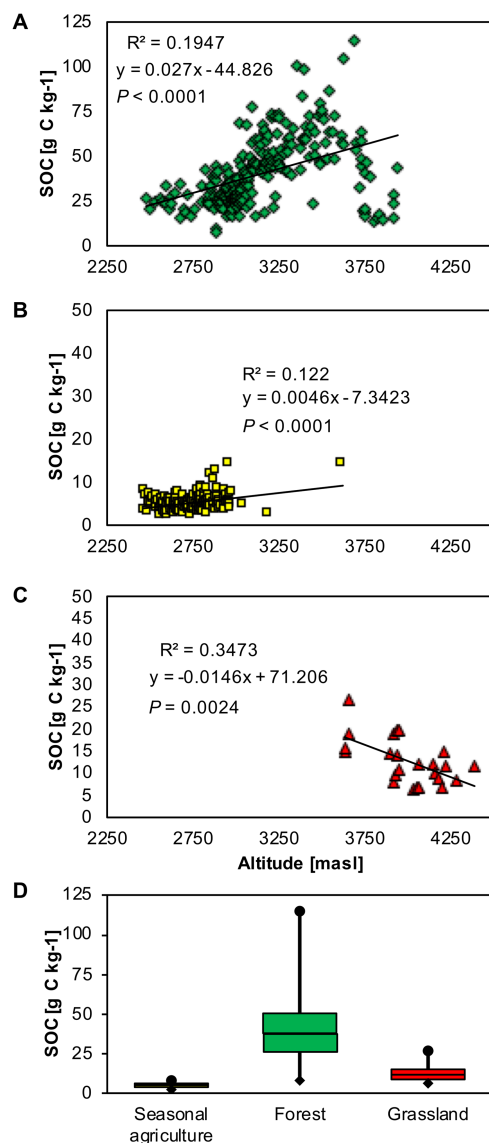 A
SOC [g C kg-1]
125
100
75
50
25
0
R² = 0.1947
y = 0.027x - 44.826
P < 0.0001
2250 2750 3250 3750 4250
B
SOC [g C kg-1]
50
40
30
20
10
0
R² = 0.122
y = 0.0046x - 7.3423
P < 0.0001
2250 2750 3250 3750 4250
C
SOC [g C kg-1]
50
45
40
35
30
25
20
15
10
5
0
R² = 0.3473
y = -0.0146x + 71.206
P = 0.0024
2250 2750 3250 3750 4250
Altitude [masl]
D
SOC [g C kg-1]
125
100
75
50
25
0
Seasonal agriculture
Forest
Grassland